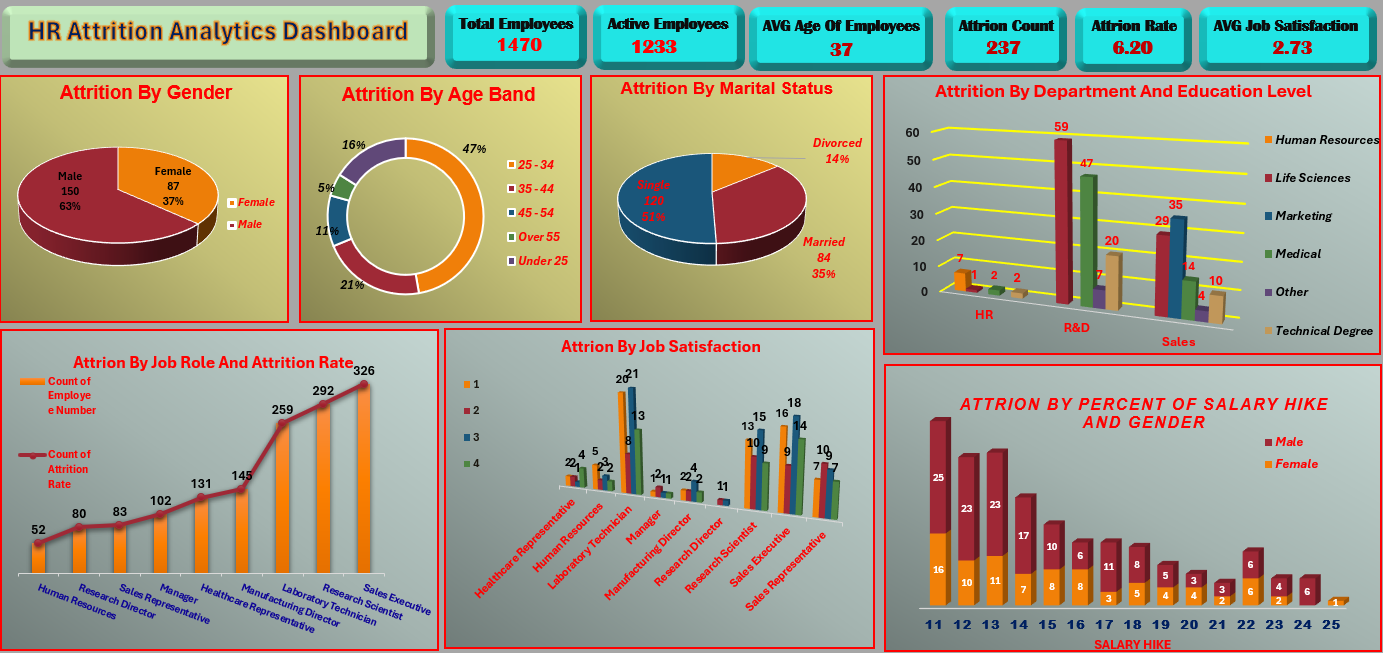 HR Attrition Analytics Dashboard
Total Employees
1470
Active Employees
1233
AVG Age Of Employees
37
Attrion Count
237
Attrion Rate
6.20
AVG Job Satisfaction
2.73
Attrition By Gender
Male
150
63%
Female
87
37%
Female
Male
Attrition By Age Band
16%
47%
5%
11%
21%
25 - 34
35 - 44
45 - 54
Over 55
Under 25
Attrition By Marital Status
Divorced
14%
Single
120
51%
Married
84
35%
Attrition By Department And Education Level
60
50
40
30
20
10
0
7
1
2
2
59
47
7
20
29
35
14
4
10
HR
R&D
Sales
Human Resources
Life Sciences
Marketing
Medical
Other
Technical Degree
Attrion By Job Role And Attrition Rate
Count of
Employe
e Number
Count of
Attrition
Rate
52
80
83
102
131
145
259
292
326
Human Resources
Research Director
Sales Representative
Manager
Healthcare Representative
Manufacturing Director
Laboratory Technician
Research Scientist
Sales Executive
Attrion By Job Satisfaction
1
2
3
4
2
2
1
4
5
2
3
2
20
8
21
13
1
2
1
1
2
2
4
2
1
1
13
10
15
9
16
9
18
14
7
10
9
7
Healthcare Representative
Human Resources
Laboratory Technician
Manager
Manufacturing Director
Research Director
Research Scientist
Sales Executive
Sales Representative
ATTRION BY PERCENT OF SALARY HIKE
AND GENDER
Male
Female
25
23
23
17
10
6
11
8
5
3
3
6
4
6
16
10
11
7
8
8
3
5
4
4
2
6
2
1
11 12 13 14 15 16 17 18 19 20 21 22 23 24 25
SALARY HIKE